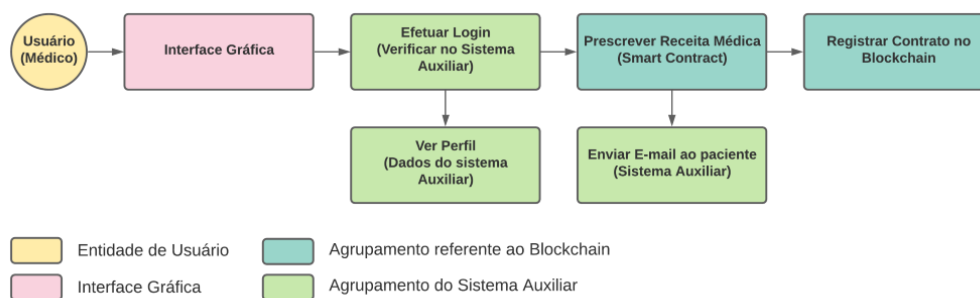 Usuário
(Médico)
Interface Gráfica
Efetuar Login
(Verificar no Sistema
Auxiliar)
Prescrever Receita Médica
(Smart Contract)
Registrar Contrato no
Blockchain
Ver Perfil
(Dados do sistema
Auxiliar)
Enviar E-mail ao paciente
(Sistema Auxiliar)
Entidade de Usuário
Agrupamento referente ao Blockchain
Interface Gráfica
Agrupamento do Sistema Auxiliar